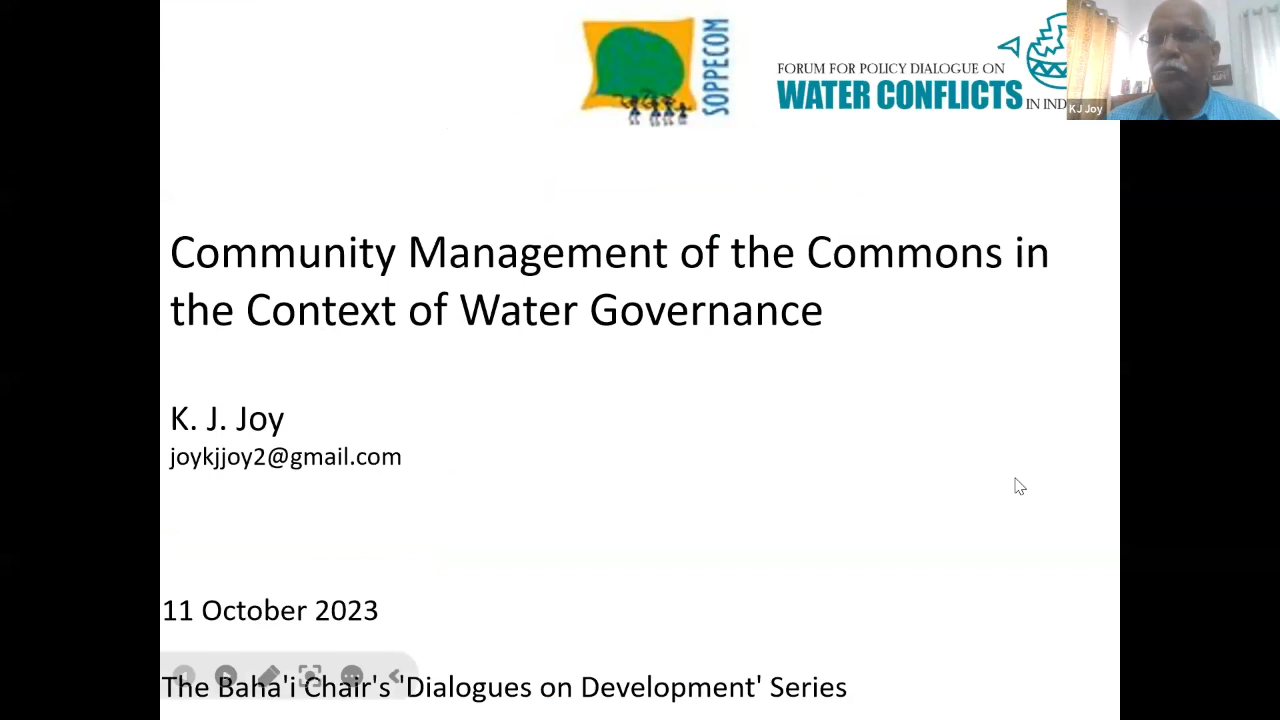 SOPPECOM
FORUM FOR POLICY DIALOGUE ON
WATER CONFLICTS IN IND
KJ Joy
Community Management of the Commons in
the Context of Water Governance
K. J. Joy
joykjjoy2@gmail.com
11 October 2023
The Baha'i Chair's 'Dialogues on Development' Series